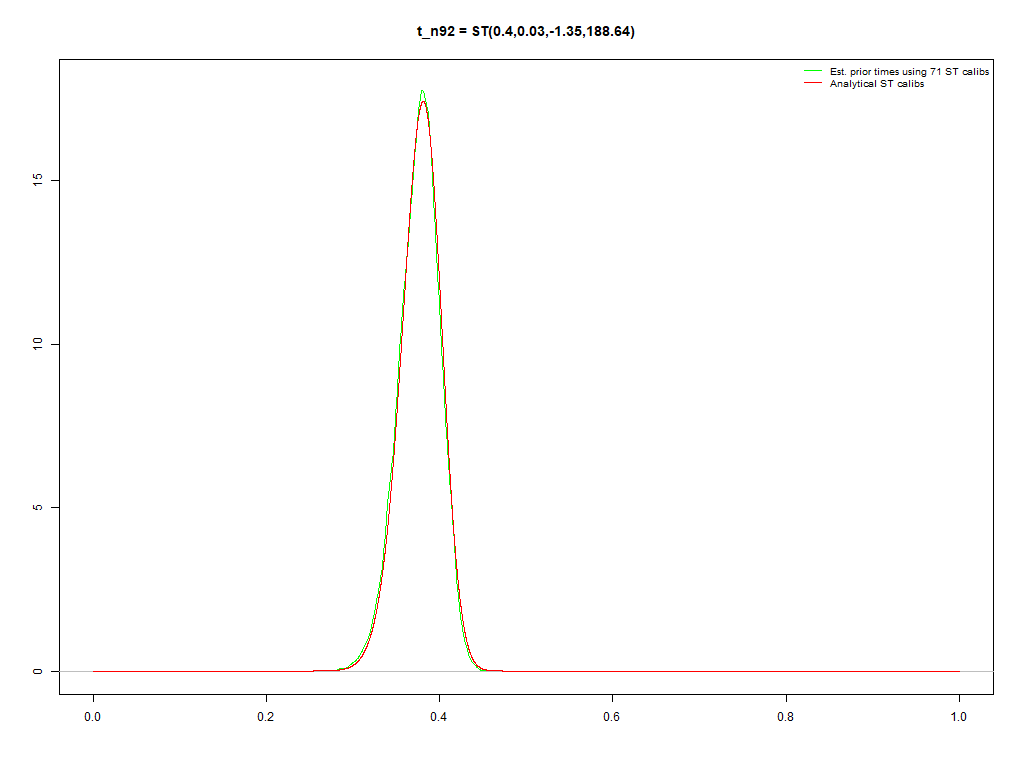 t_n92 = ST(0.4,0.03,-1.35,188.64)
Est. prior times using 71 ST calibs
Analytical ST calibs
15
10
5
0
0.0 0.2 0.4 0.6 0.8 1.0